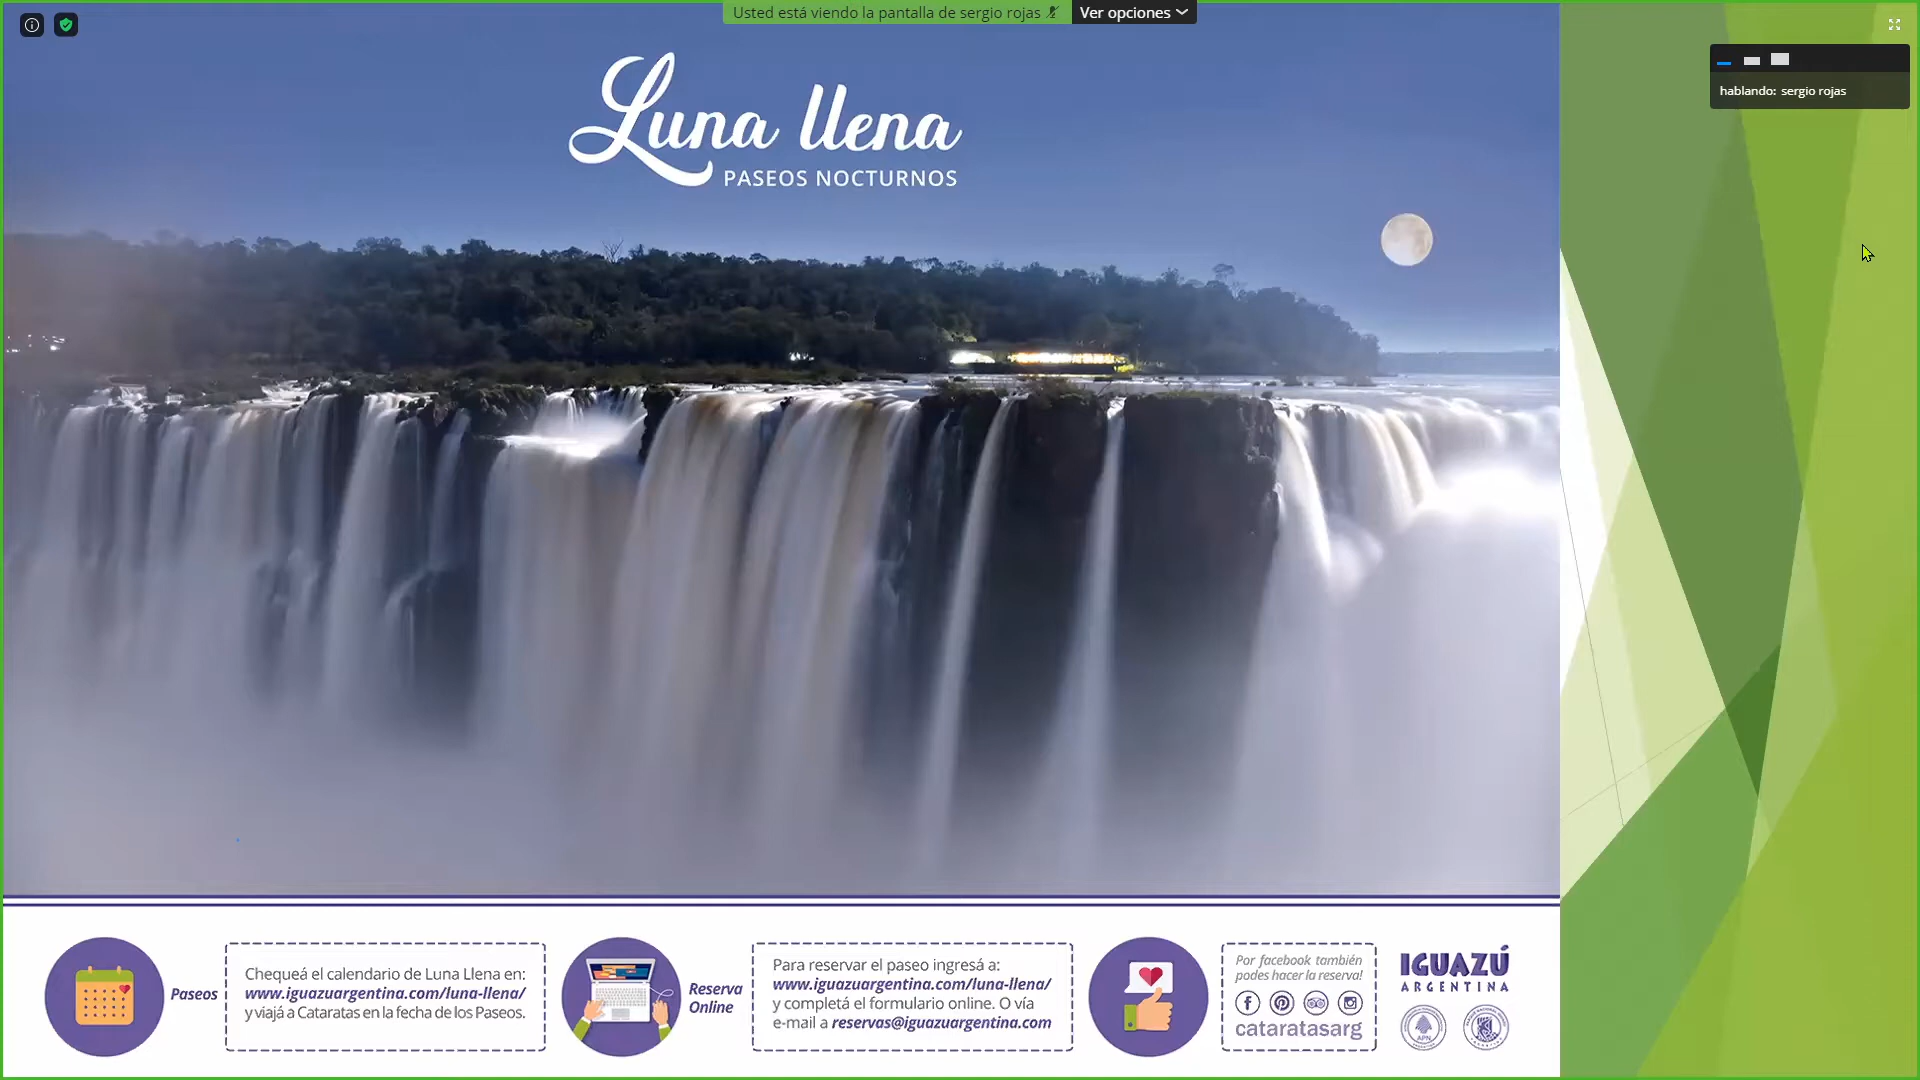 Usted está viendo la pantalla de sergio rojas
Ver opciones
hablando: sergio rojas
Luna llena
PASEOS NOCTURNOS
Paseos
Chequeá el calendario de Luna Llena en:
www.iguazuargentina.com/luna-llena/
y viajá a Cataratas en la fecha de los Paseos.
Reserva
Online
Para reservar el paseo ingresá a:
www.iguazuargentina.com/luna-llena/
y completá el formulario online. O vía
e-mail a reservas@iguazuargentina.com
Por facebook también
podes hacer la reserva!
cataratasarg
IGUAZÚ
ARGENTINA
APN